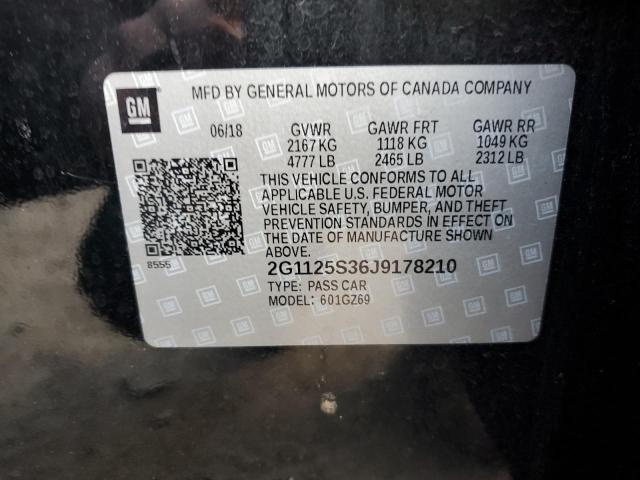 MFD BY GENERAL MOTORS OF CANADA COMPANY
GM
06/18 GVWR GAWR FRT GAWR RR
2167 KG 1118 KG 1049 KG
4777 LB 2465 LB 2312 LB
THIS VEHICLE CONFORMS TO ALL
APPLICABLE U.S. FEDERAL MOTOR
VEHICLE SAFETY, BUMPER, AND THEFT
PREVENTION STANDARDS IN EFFECT ON
THE DATE OF MANUFACTURE SHOWN
ABOVE.
8555
2G1125S36J9178210
TYPE: PASS CAR
MODEL: 601GZ69